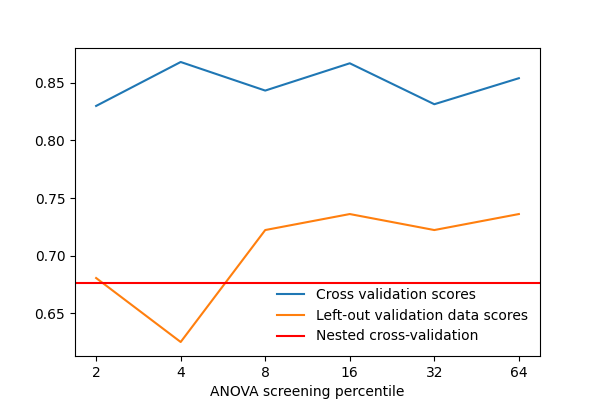 0.85
0.80
0.75
0.70
0.65
Cross validation scores
Left-out validation data scores
Nested cross-validation
2 4 8 16 32 64
ANOVA screening percentile